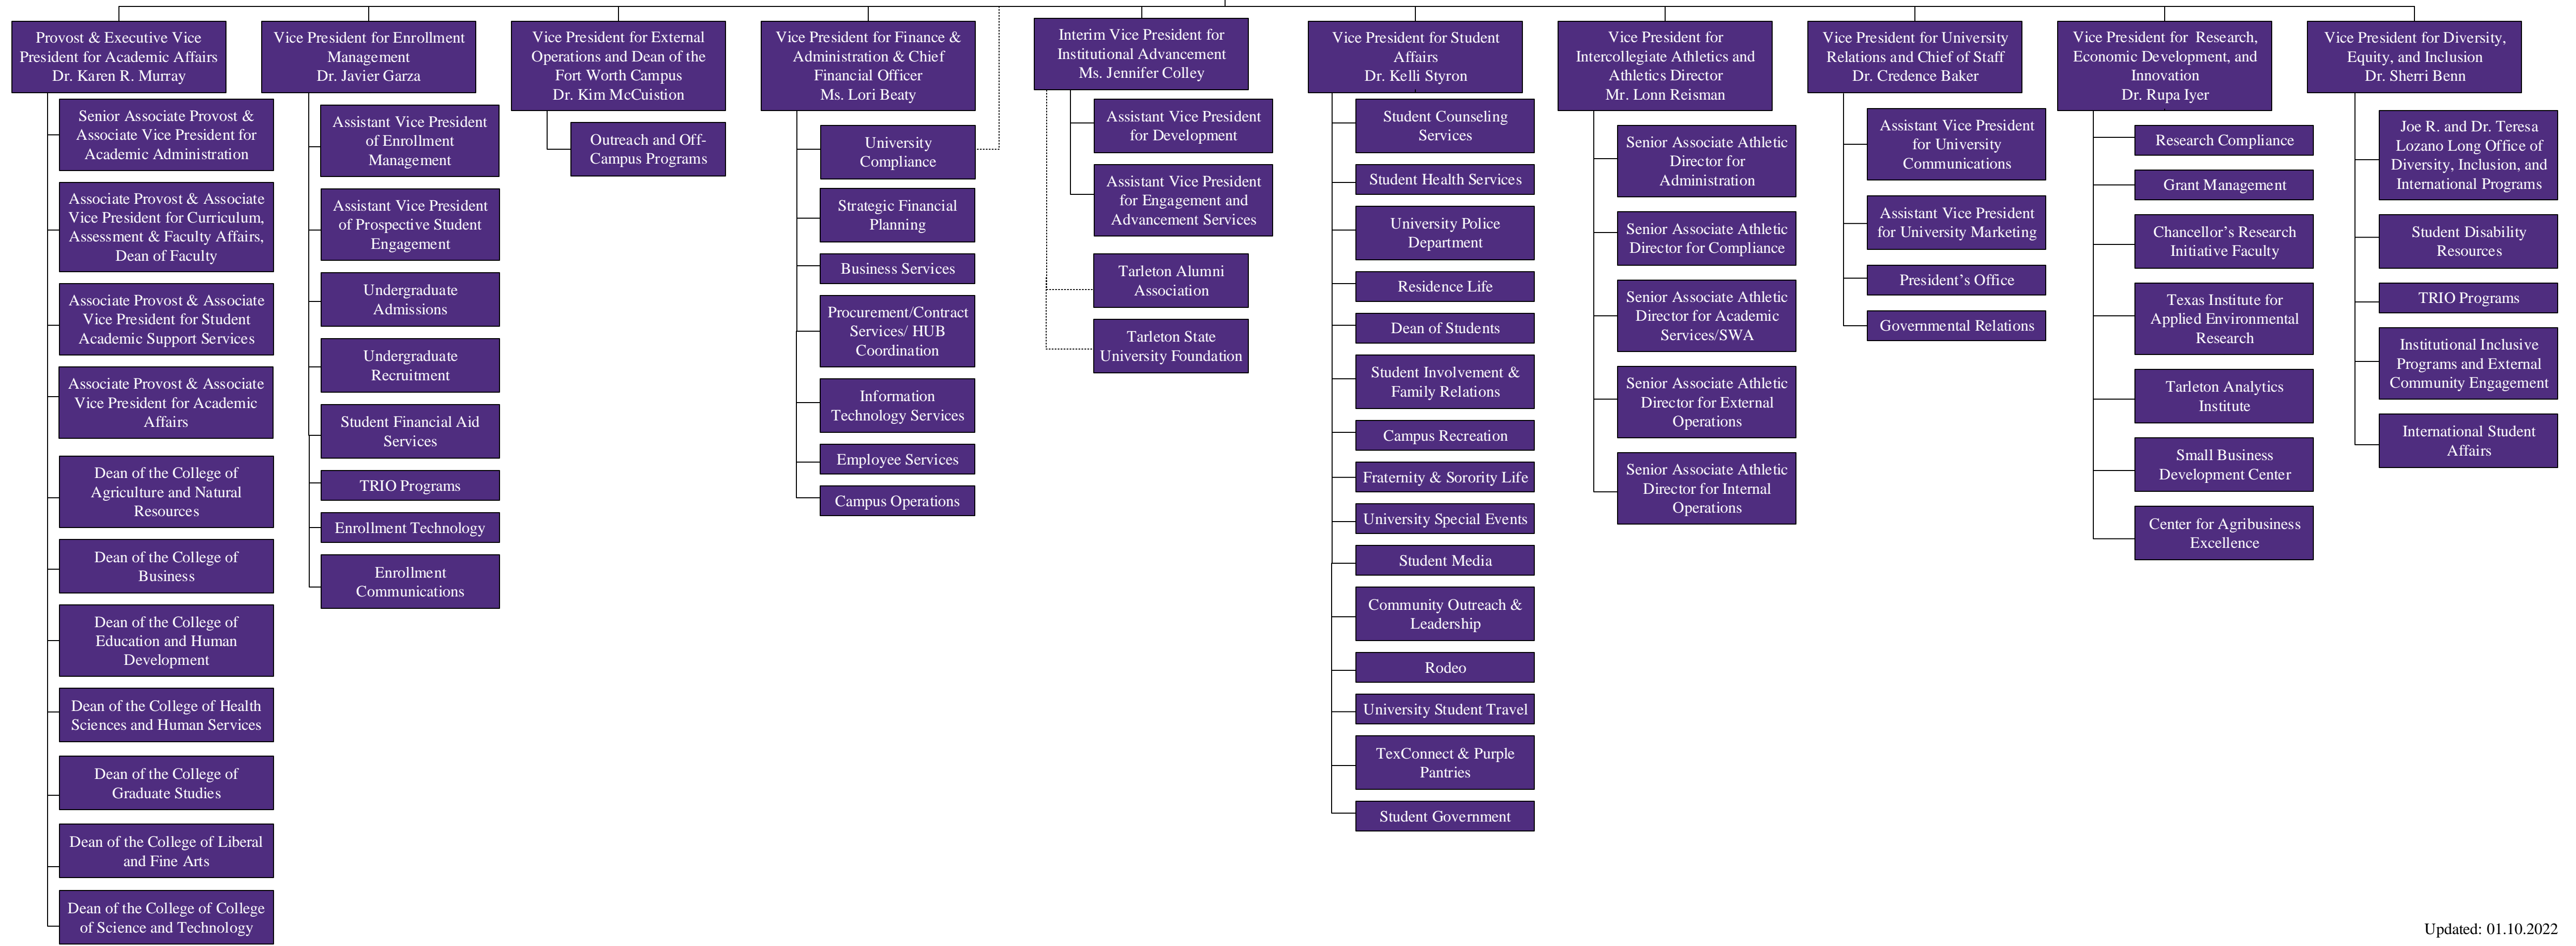 Provost & Executive Vice
President for Academic Affairs
Dr. Karen R. Murray
Senior Associate Provost &
Associate Vice President for
Academic Administration
Associate Provost & Associate
Vice President for Curriculum,
Assessment & Faculty Affairs,
Dean of Faculty
Associate Provost & Associate
Vice President for Student
Academic Support Services
Associate Provost & Associate
Vice President for Academic
Affairs
Dean of the College of
Agriculture and Natural
Resources
Dean of the College of
Business
Dean of the College of
Education and Human
Development
Dean of the College of Health
Sciences and Human Services
Dean of the College of
Graduate Studies
Dean of the College of Liberal
and Fine Arts
Dean of the College of College
of Science and Technology
Vice President for Enrollment
Management
Dr. Javier Garza
Assistant Vice President
of Enrollment
Management
Assistant Vice President
of Prospective Student
Engagement
Undergraduate
Admissions
Undergraduate
Recruitment
Student Financial Aid
Services
TRIO Programs
Enrollment Technology
Enrollment
Communications
Vice President for External
Operations and Dean of the
Fort Worth Campus
Dr. Kim McCuistion
Outreach and Off-
Campus Programs
Vice President for Finance &
Administration & Chief
Financial Officer
Ms. Lori Beaty
University
Compliance
Strategic Financial
Planning
Business Services
Procurement/Contract
Services/ HUB
Coordination
Information
Technology Services
Employee Services
Campus Operations
Interim Vice President for
Institutional Advancement
Ms. Jennifer Colley
Assistant Vice President
for Development
Assistant Vice President
for Engagement and
Advancement Services
Tarleton Alumni
Association
Tarleton State
University Foundation
Vice President for Student
Affairs
Dr. Kelli Styron
Student Counseling
Services
Student Health Services
University Police
Department
Residence Life
Dean of Students
Student Involvement &
Family Relations
Campus Recreation
Fraternity & Sorority Life
University Special Events
Student Media
Community Outreach &
Leadership
Rodeo
University Student Travel
TexConnect & Purple
Pantries
Student Government
Vice President for
Intercollegiate Athletics and
Athletics Director
Mr. Lonn Reisman
Senior Associate Athletic
Director for
Administration
Senior Associate Athletic
Director for Compliance
Senior Associate Athletic
Director for Academic
Services/SWA
Senior Associate Athletic
Director for External
Operations
Senior Associate Athletic
Director for Internal
Operations
Vice President for University
Relations and Chief of Staff
Dr. Credence Baker
Assistant Vice President
for University
Communications
Assistant Vice President
for University Marketing
President’s Office
Governmental Relations
Vice President for Research,
Economic Development, and
Innovation
Dr. Rupa Iyer
Research Compliance
Grant Management
Chancellor’s Research
Initiative Faculty
Texas Institute for
Applied Environmental
Research
Tarleton Analytics
Institute
Small Business
Development Center
Center for Agribusiness
Excellence
Vice President for Diversity,
Equity, and Inclusion
Dr. Sherri Benn
Joe R. and Dr. Teresa
Lozano Long Office of
Diversity, Inclusion, and
International Programs
Student Disability
Resources
TRIO Programs
Institutional Inclusive
Programs and External
Community Engagement
International Student
Affairs
Updated: 01.10.2022